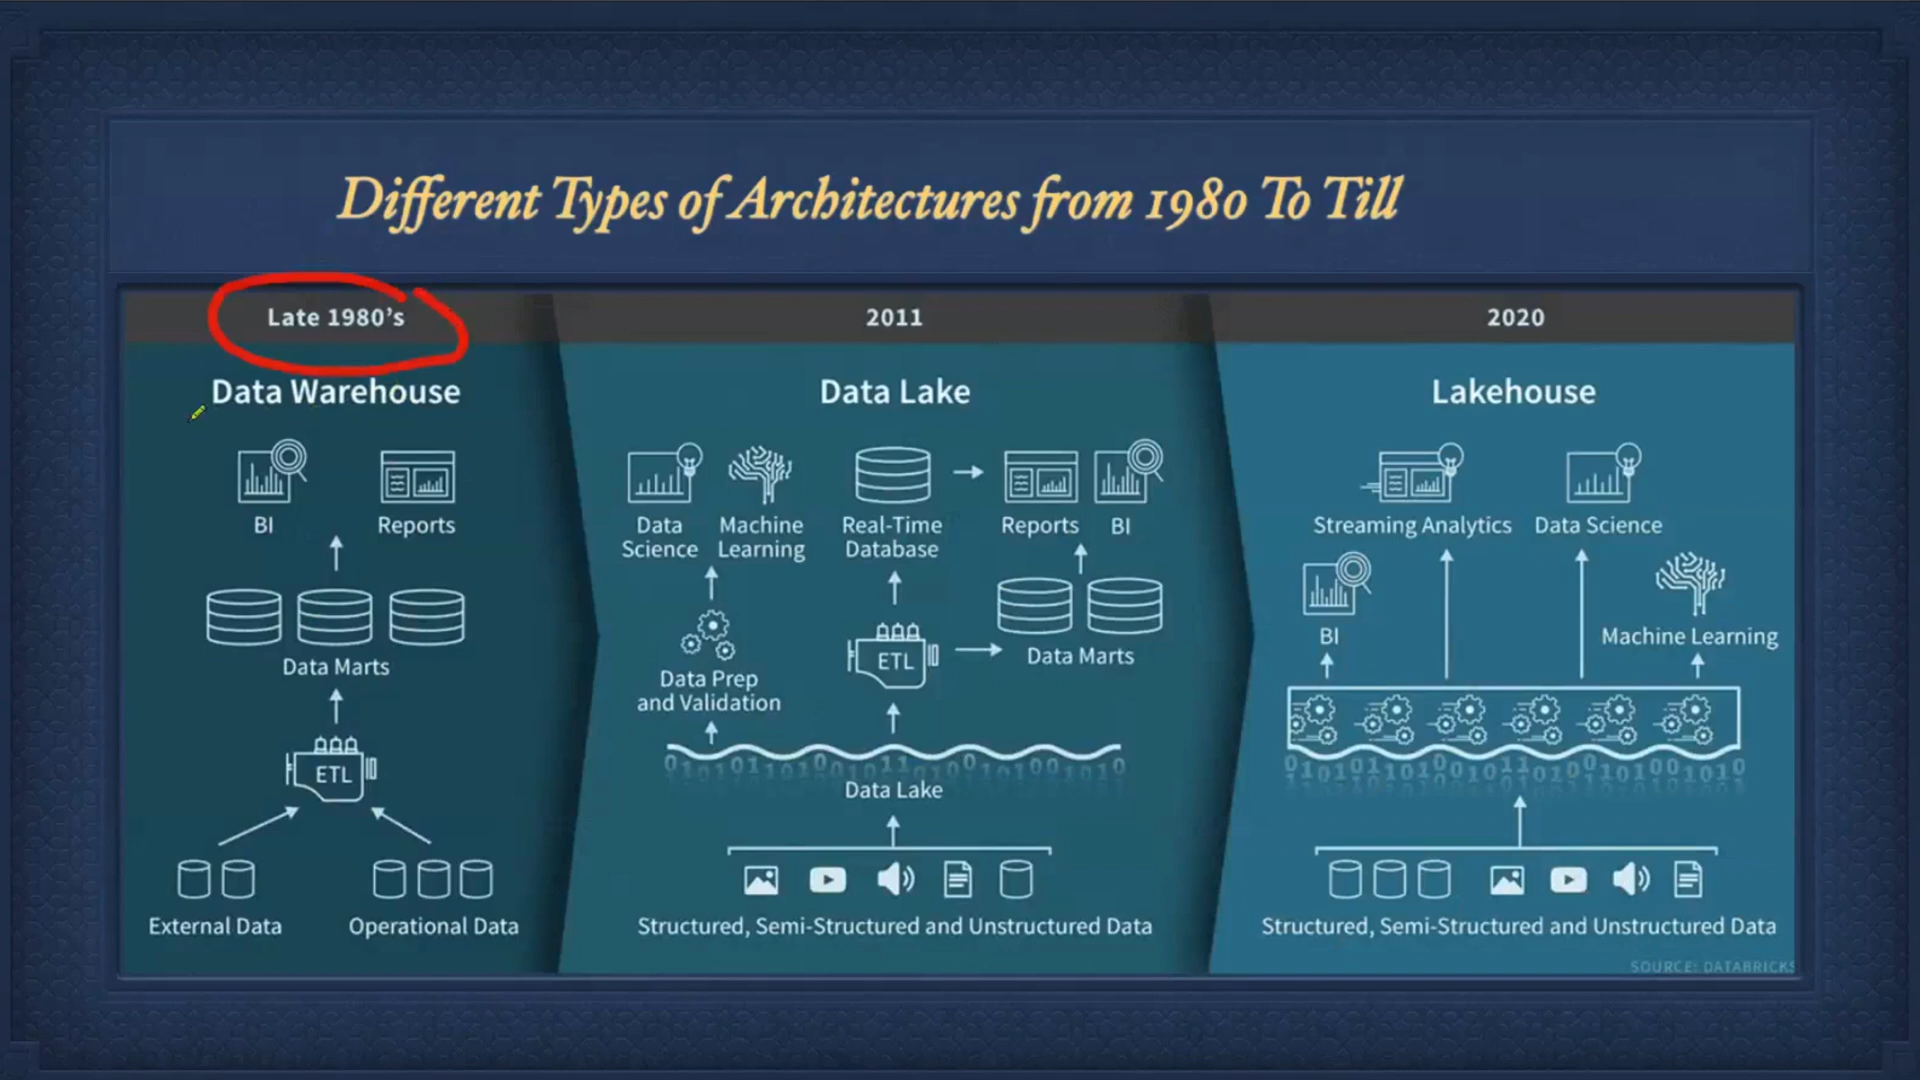 Different Types of Architectures from 1980 To Till
Late 1980's
Data Warehouse
BI
Reports
Data Marts
ETL
External Data
Operational Data
2011
Data Lake
Data
Science
Machine
Learning
Real-Time
Database
Reports
BI
Data Prep
and Validation
ETL
Data Marts
Data Lake
Structured, Semi-Structured and Unstructured Data
2020
Lakehouse
Streaming Analytics
Data Science
BI
Machine Learning
Structured, Semi-Structured and Unstructured Data
SOURCE: DATABRICKS